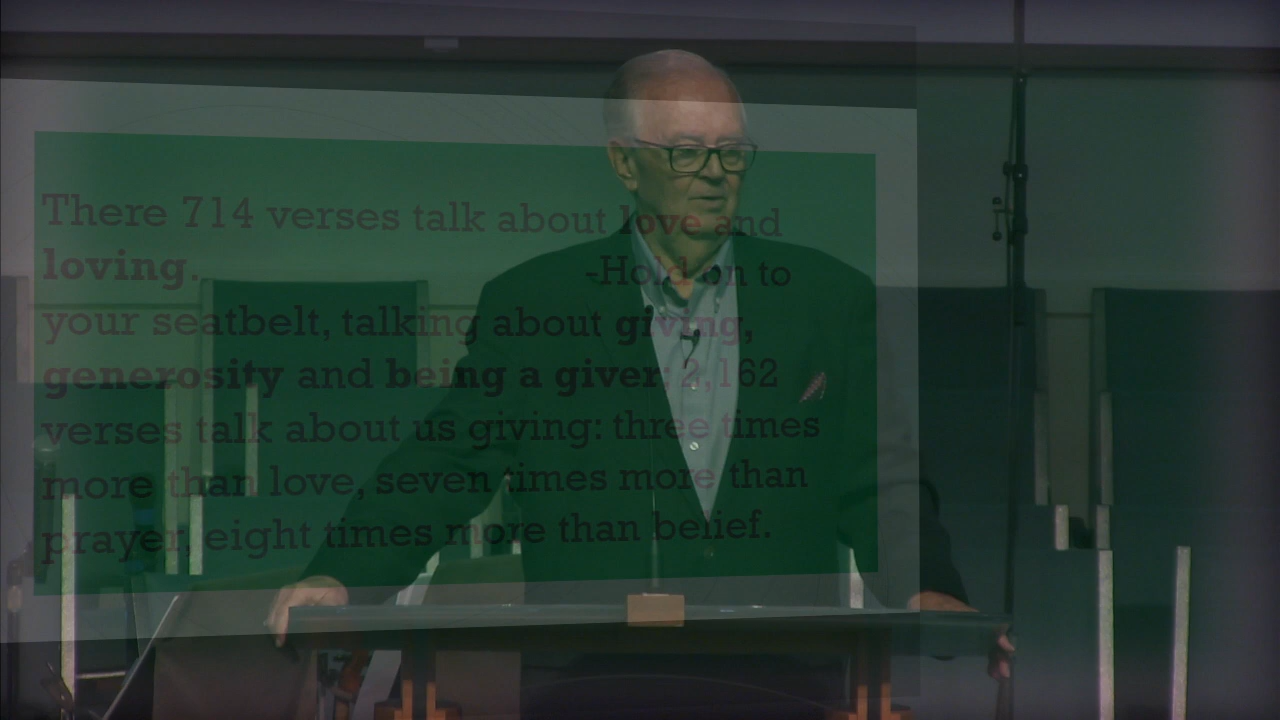 There 714 verses talk about love and
loving. -Hold on to
your seatbelt, talking about giving,
generosity and being a giver; 2,162
verses talk about us giving: three times
more than love, seven times more than
prayer, eight times more than belief.